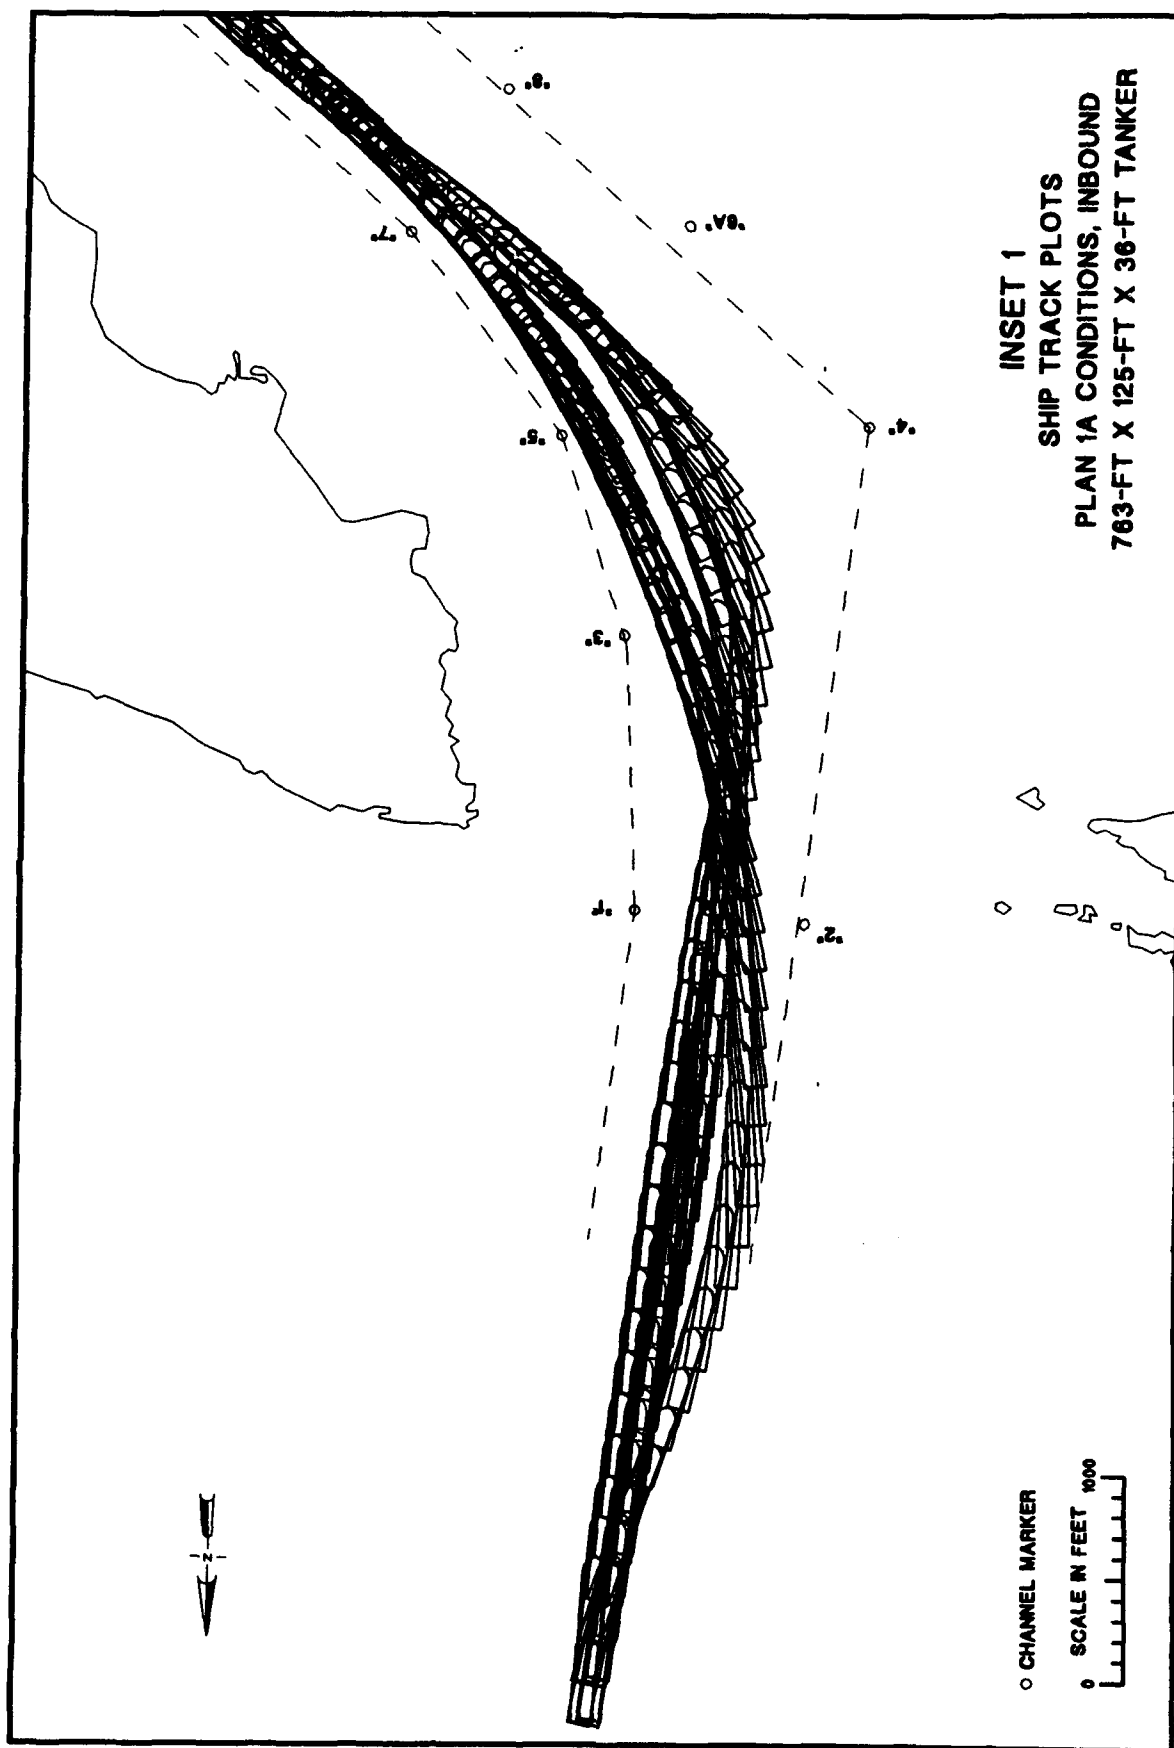 INSET 1
SHIP TRACK PLOTS
PLAN 1A CONDITIONS, INBOUND
763-FT X 125-FT X 36-FT TANKER
"8"
"6A"
"7"
"5"
"4"
"3"
"1"
"2"
N
CHANNEL MARKER
SCALE IN FEET
0 1000